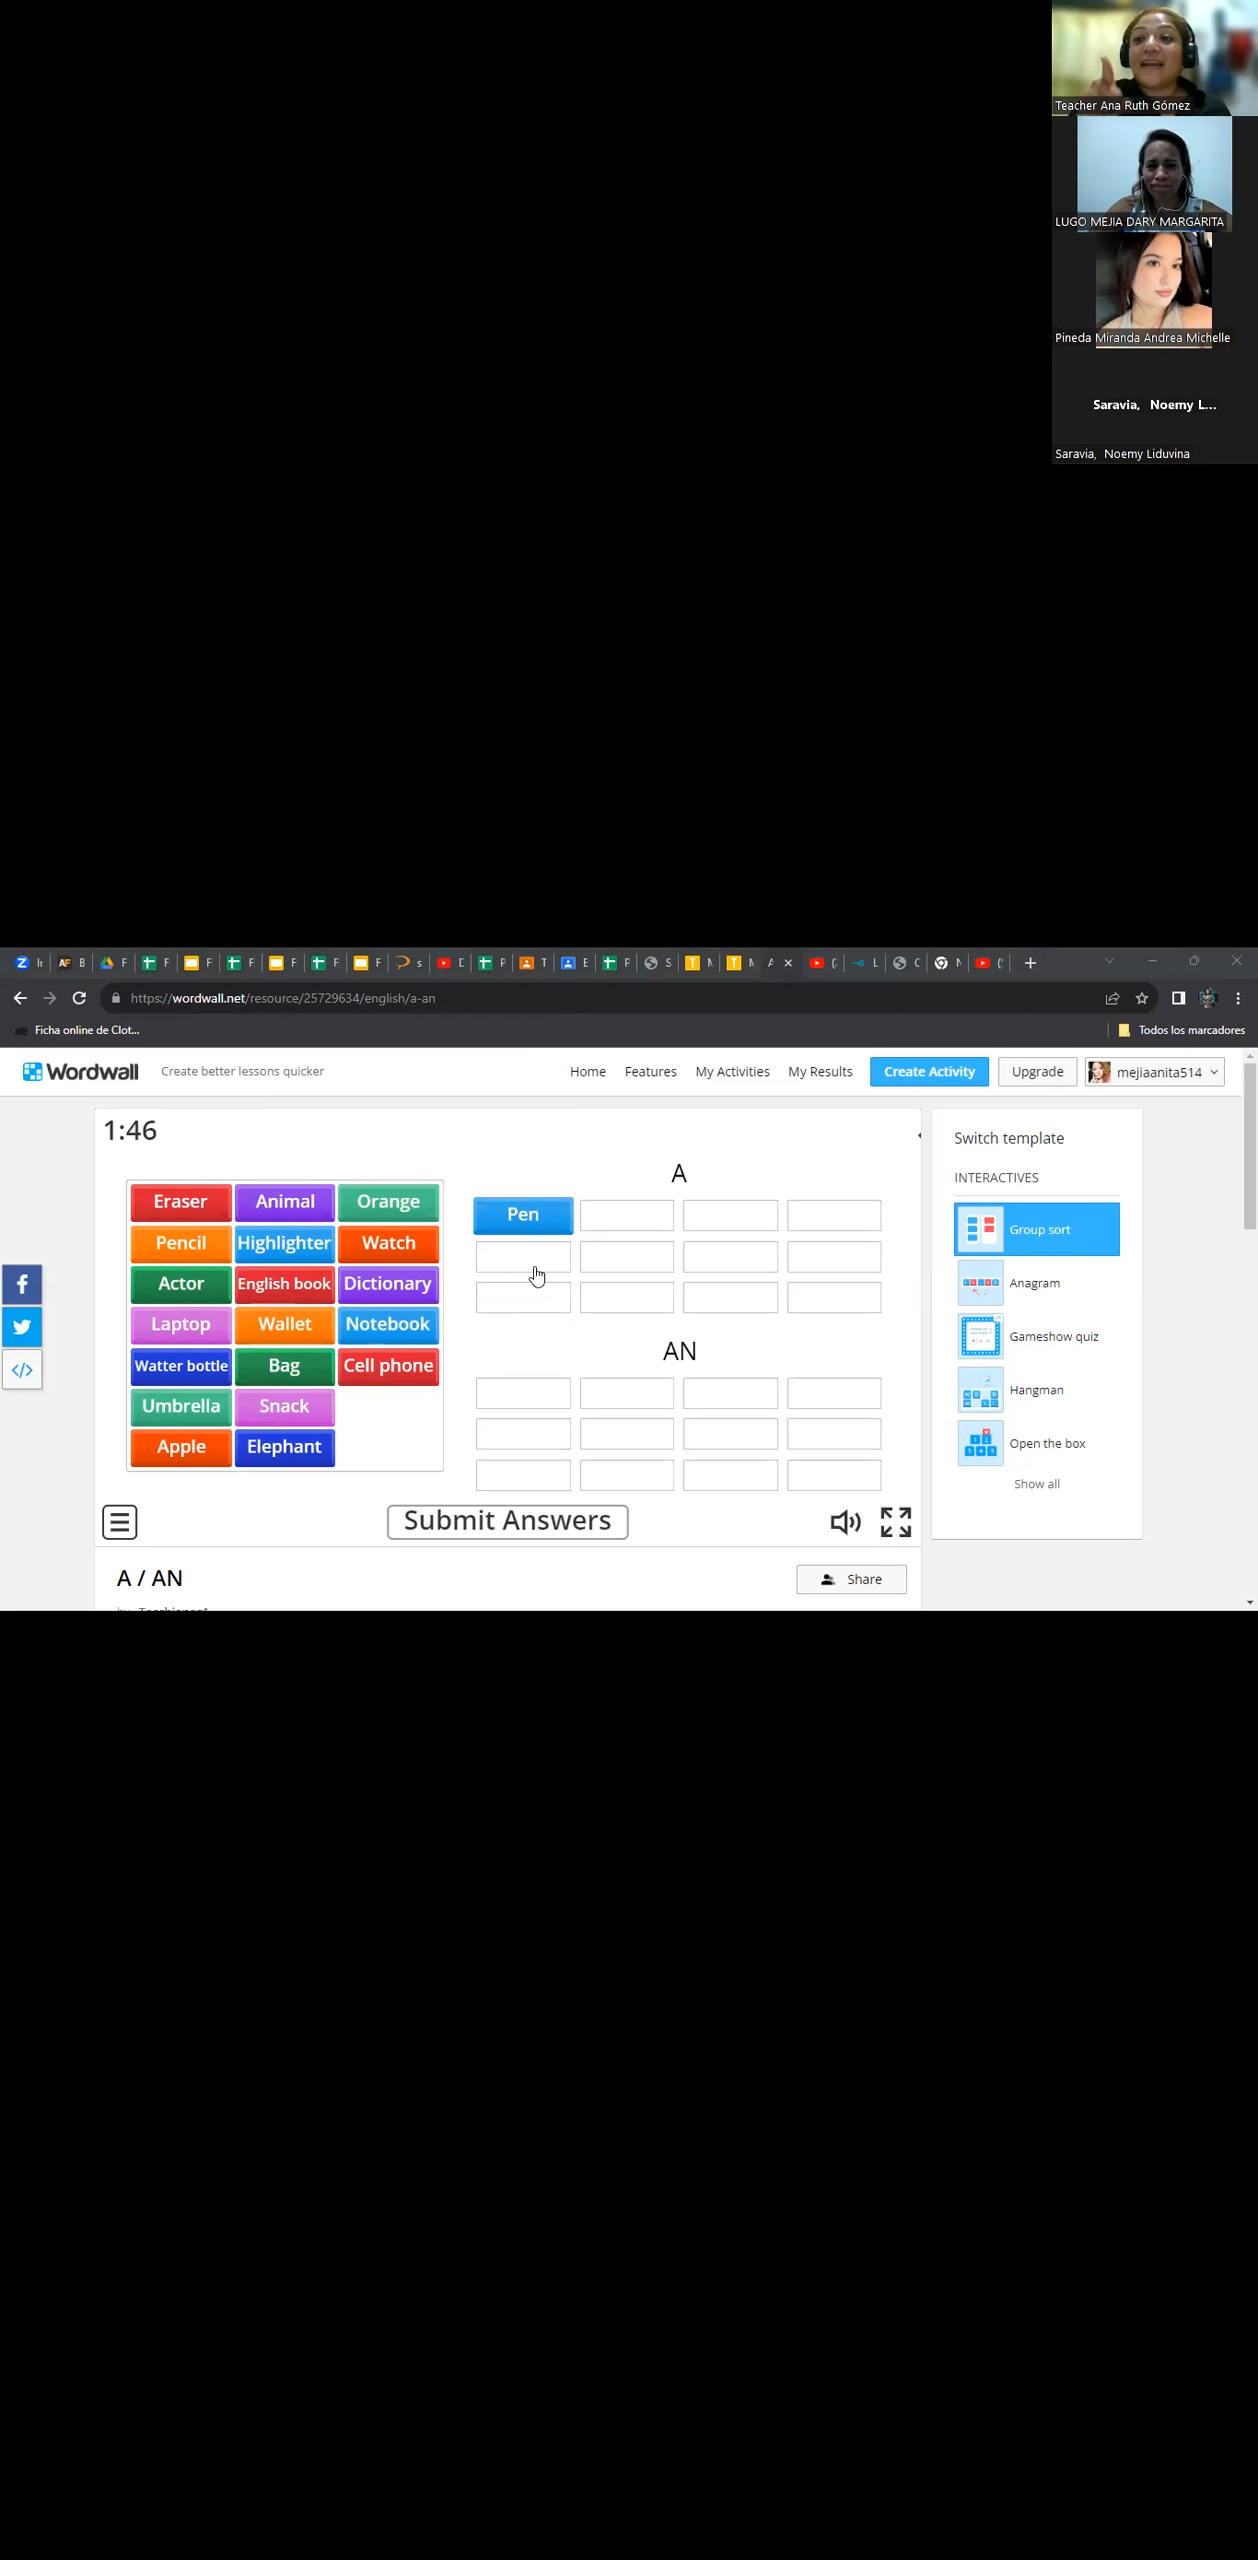 Teacher Ana Ruth Gómez
LUGO MEJIA DARY MARGARITA
Pineda Miranda Andrea Michelle
Saravia, Noemy L...
Saravia, Noemy Liduvina
https://wordwall.net/resource/25729634/english/a-an
Ficha online de Clot...
Todos los marcadores
Wordwall
Create better lessons quicker
Home
Features
My Activities
My Results
Create Activity
Upgrade
mejiaanita514
1:46
Eraser
Animal
Orange
Pencil
Highlighter
Watch
Actor
English book
Dictionary
Laptop
Wallet
Notebook
Watter bottle
Bag
Cell phone
Umbrella
Snack
Apple
Elephant
A
Pen
AN
Submit Answers
Switch template
INTERACTIVES
Group sort
Anagram
Gameshow quiz
Hangman
Open the box
Show all
A / AN
Share